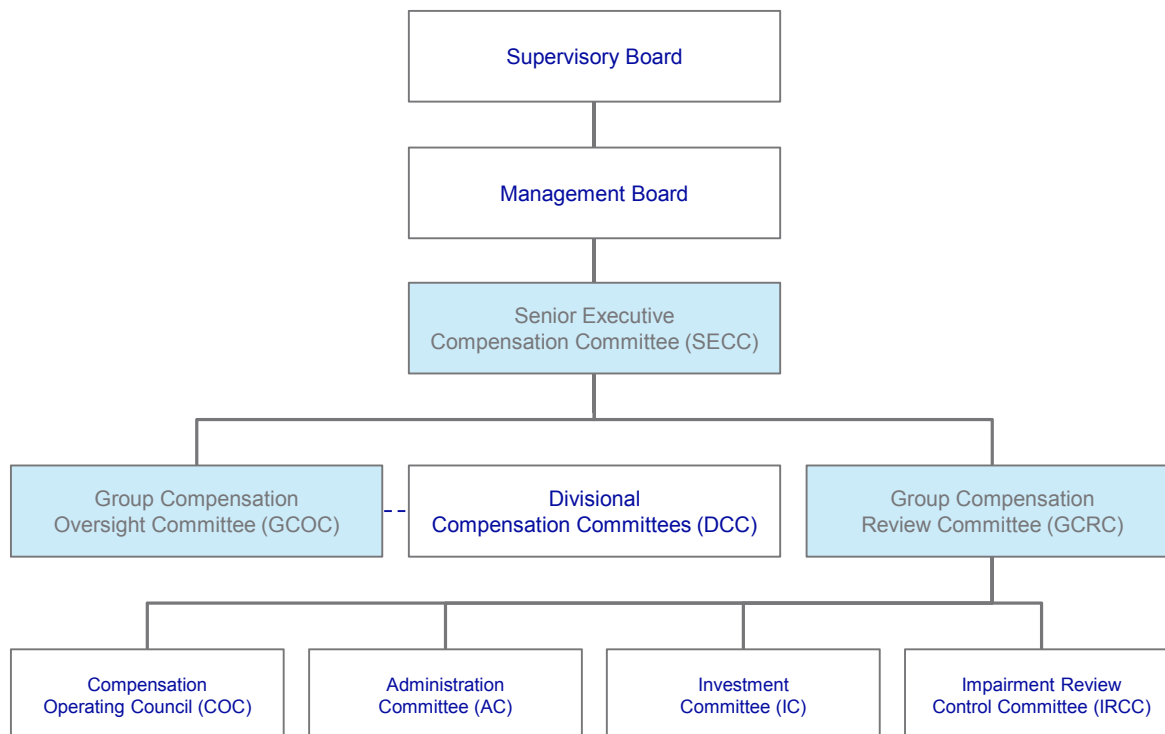 Supervisory Board
Management Board
Senior Executive
Compensation Committee (SECC)
Group Compensation
Oversight Committee (GCOC)
Divisional
Compensation Committees (DCC)
Group Compensation
Review Committee (GCRC)
Compensation
Operating Council (COC)
Administration
Committee (AC)
Investment
Committee (IC)
Impairment Review
Control Committee (IRCC)